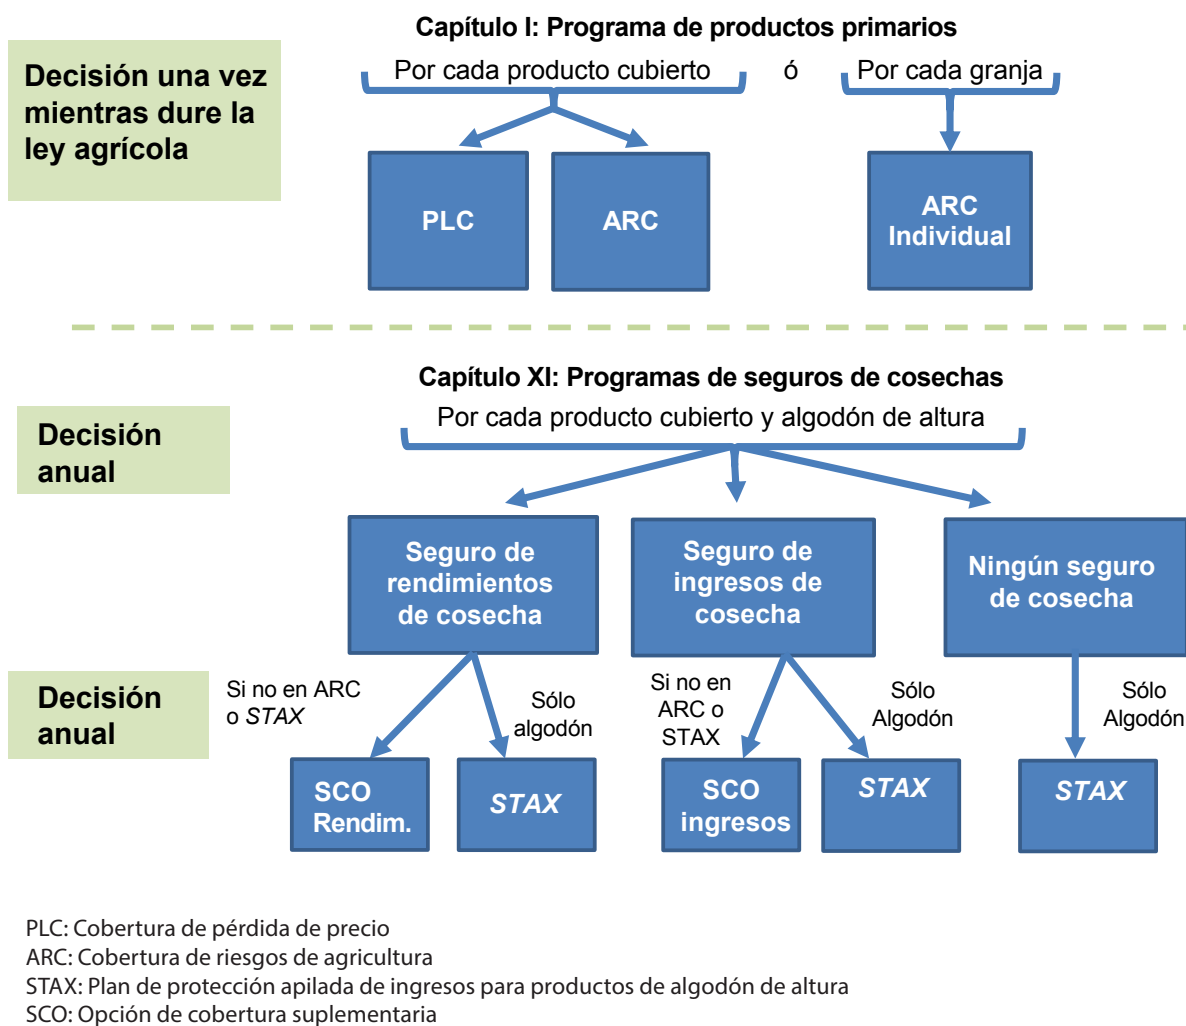 Capítulo I: Programa de productos primarios
Decisión una vez
mientras dure la
ley agrícola
Por cada producto cubierto
ó
Por cada granja
PLC
ARC
ARC
Individual
Capítulo XI: Programas de seguros de cosechas
Por cada producto cubierto y algodón de altura
Decisión
anual
Seguro de
rendimientos
de cosecha
Seguro de
ingresos de
cosecha
Ningún seguro
de cosecha
Decisión
anual
Si no en ARC
o STAX
Sólo
algodón
Si no en
ARC o
STAX
Sólo
Algodón
Sólo
Algodón
SCO
Rendim.
STAX
SCO
ingresos
STAX
STAX
PLC: Cobertura de pérdida de precio
ARC: Cobertura de riesgos de agricultura
STAX: Plan de protección apilada de ingresos para productos de algodón de altura
SCO: Opción de cobertura suplementaria